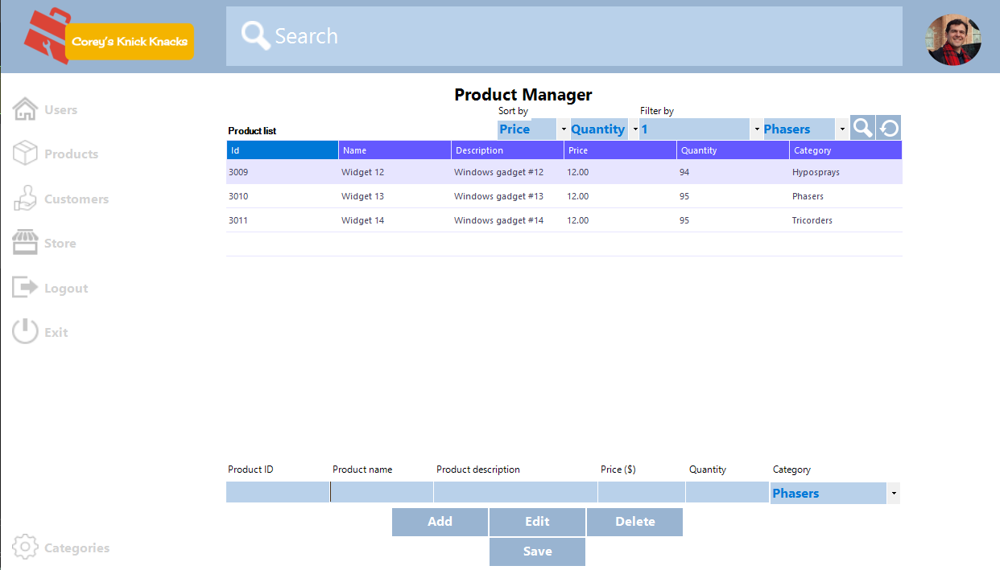 Corey's Knick Knacks
Search
Users
Products
Customers
Store
Logout
Exit
Categories
Product Manager
Sort by Filter by
Product list Price Quantity 1 Phasers
Id Name Description Price Quantity Category
3009 Widget 12 Windows gadget #12 12.00 94 Hyposprays
3010 Widget 13 Windows gadget #13 12.00 95 Phasers
3011 Widget 14 Windows gadget #14 12.00 95 Tricorders
Product ID Product name Product description Price ($) Quantity Category
Phasers
Add Edit Delete
Save